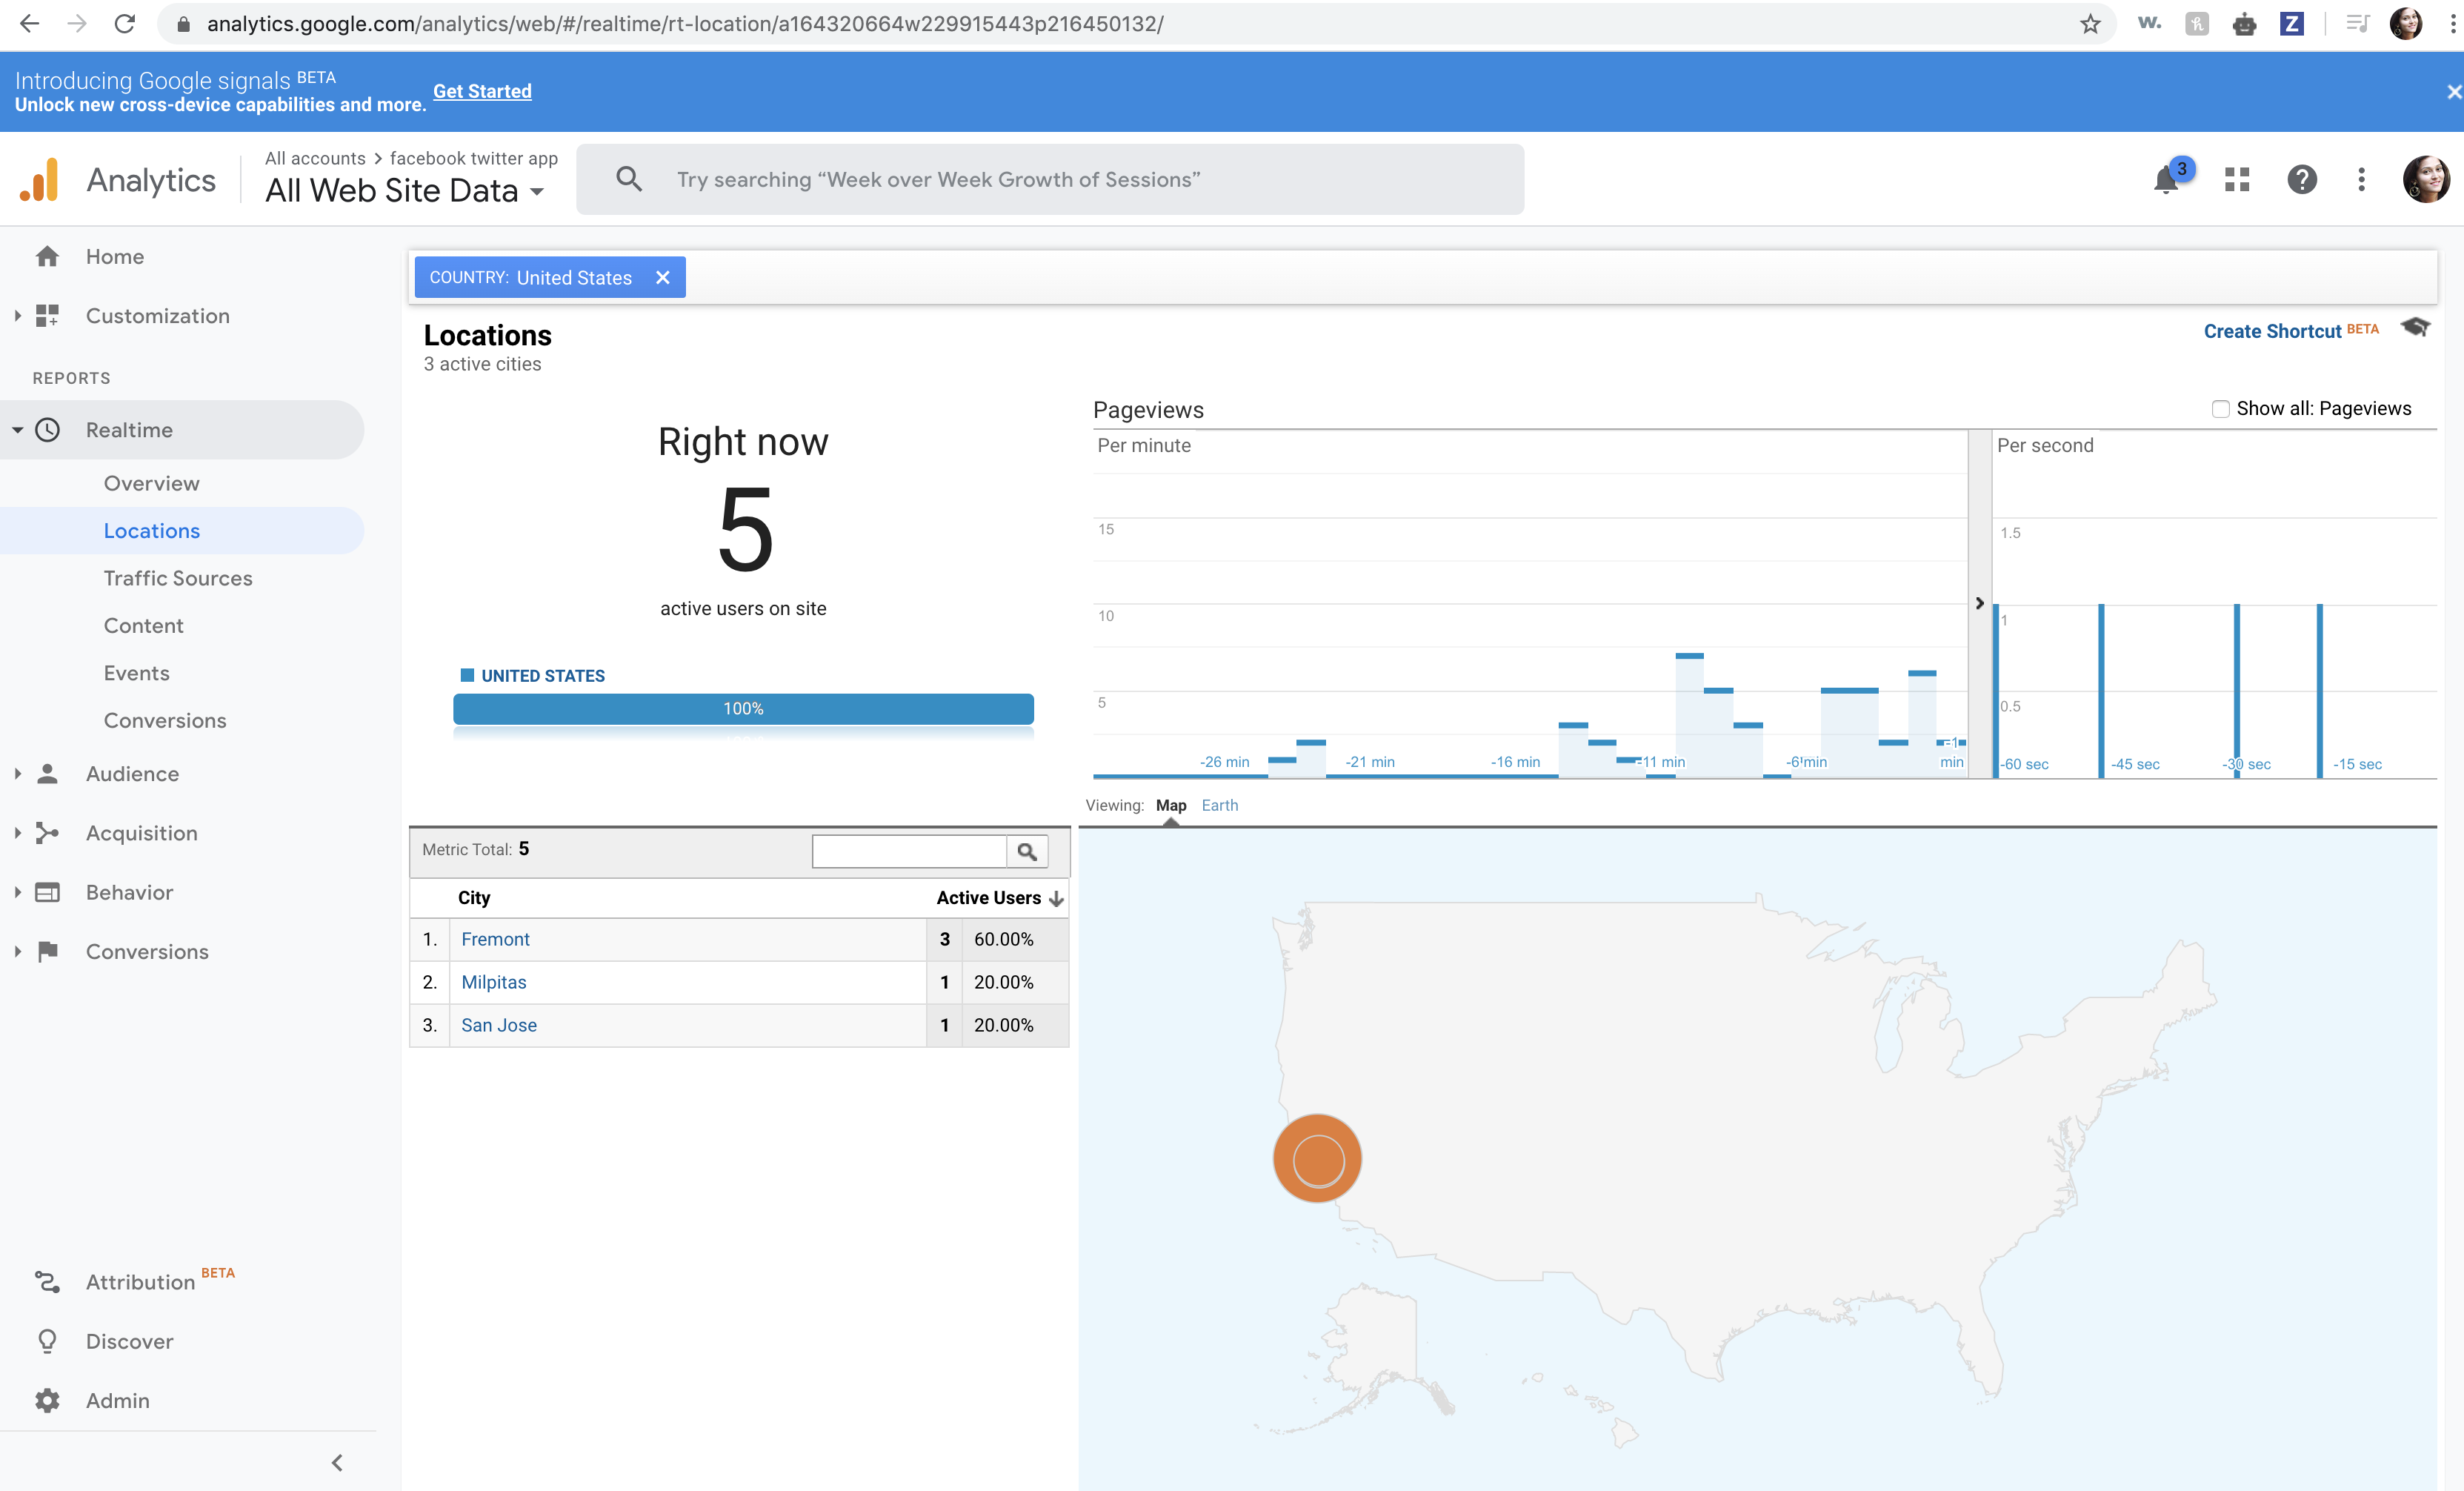 analytics.google.com/analytics/web/#/realtime/rt-location/a164320664w229915443p216450132/
w.
h
Z
Introducing Google signals BETA
Unlock new cross-device capabilities and more. Get Started
Analytics
All accounts > facebook twitter app
All Web Site Data
Try searching “Week over Week Growth of Sessions”
3
Home
Customization
REPORTS
Realtime
Overview
Locations
Traffic Sources
Content
Events
Conversions
Audience
Acquisition
Behavior
Conversions
Attribution BETA
Discover
Admin
COUNTRY: United States
Locations
3 active cities
Create Shortcut BETA
Right now
5
active users on site
UNITED STATES
100%
Pageviews
Show all: Pageviews
Per minute
15
10
5
-26 min -21 min -16 min -11 min -6 min -1 min
Per second
1.5
1
0.5
-60 sec -45 sec -30 sec -15 sec
Viewing: Map Earth
Metric Total: 5
City Active Users
1. Fremont 3 60.00%
2. Milpitas 1 20.00%
3. San Jose 1 20.00%